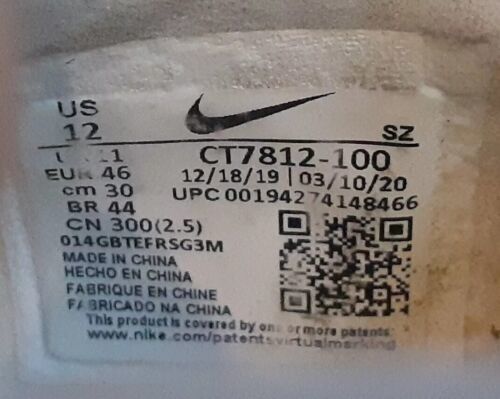 US
12 SZ
UK 11 CT7812-100
EUR 46 12/18/19 | 03/10/20
cm 30 UPC 00194274148466
BR 44
CN 300(2.5)
014GBTEFRSG3M
MADE IN CHINA
HECHO EN CHINA
FABRIQUE EN CHINE
FABRICADO NA CHINA
This product is covered by one or more patents:
www.nike.com/patentsvirtualmarking